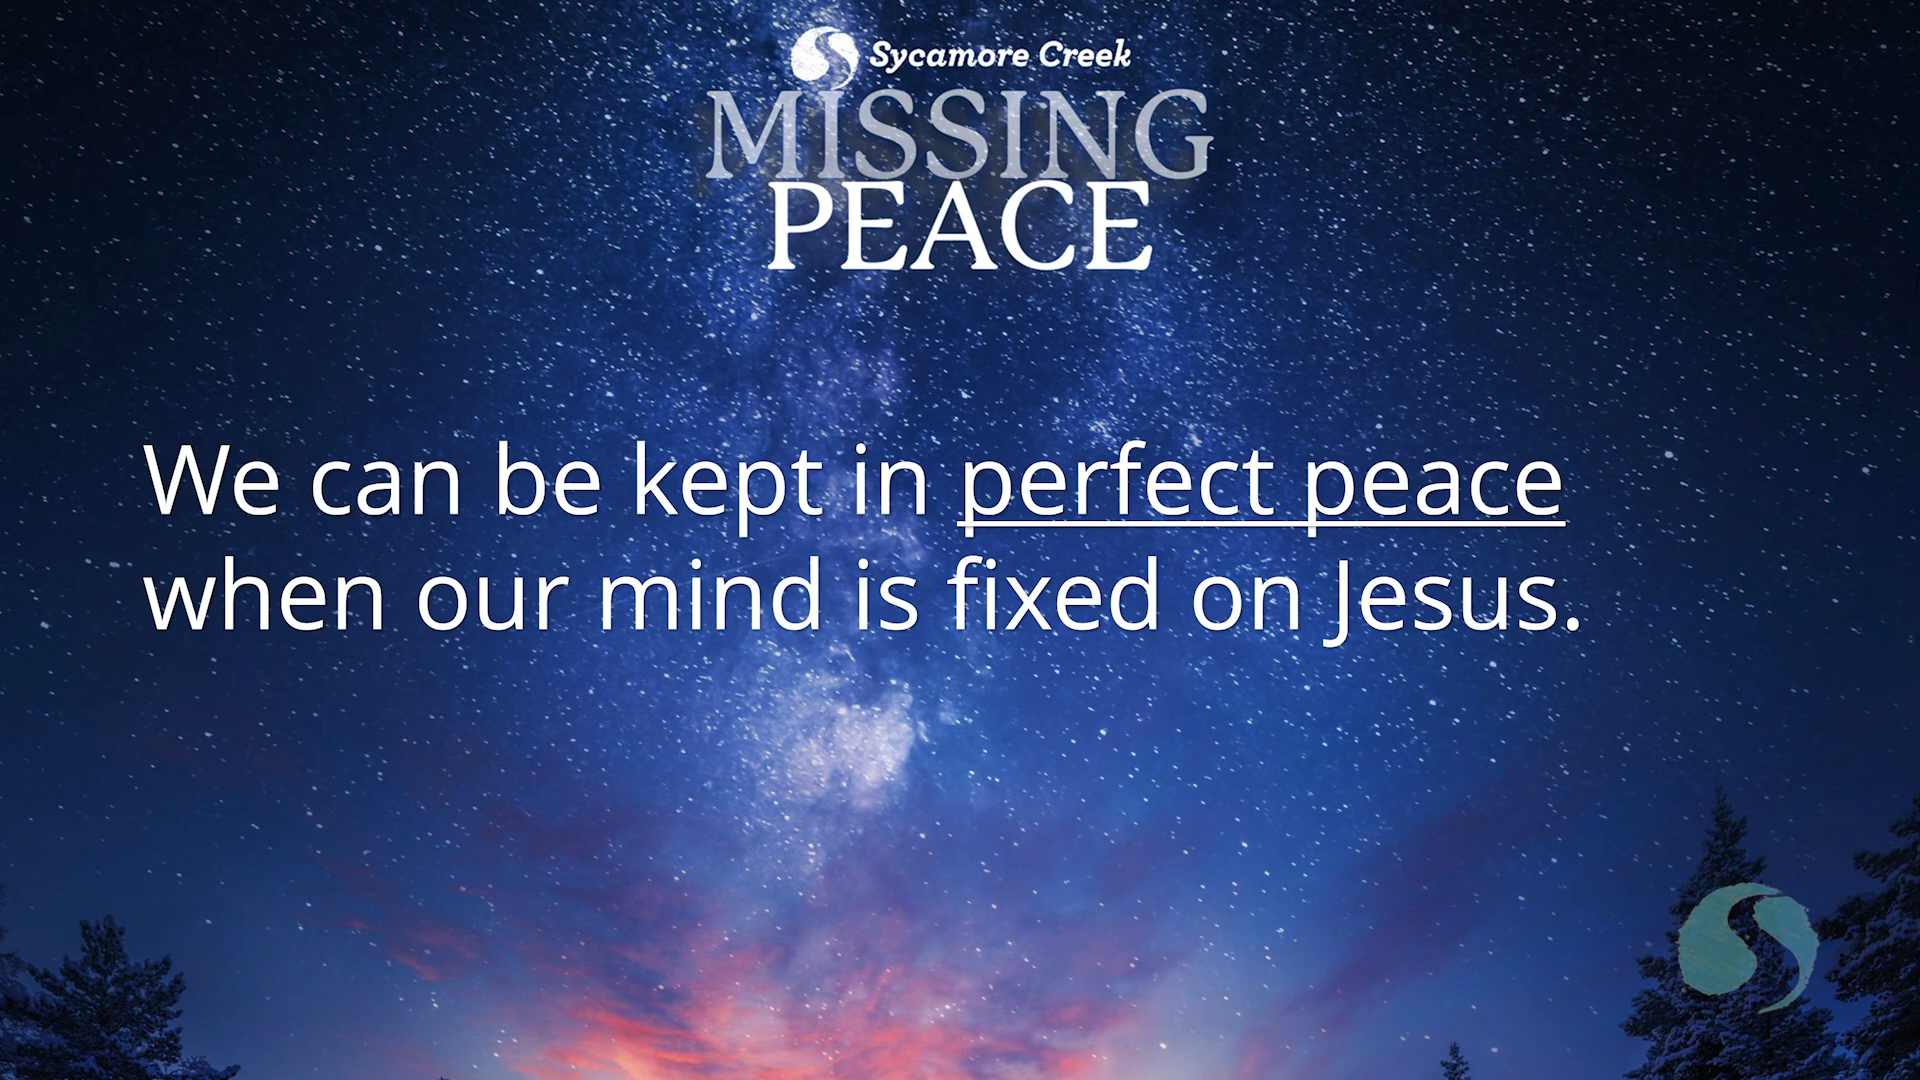 Sycamore Creek
MISSING
PEACE
We can be kept in perfect peace
when our mind is fixed on Jesus.